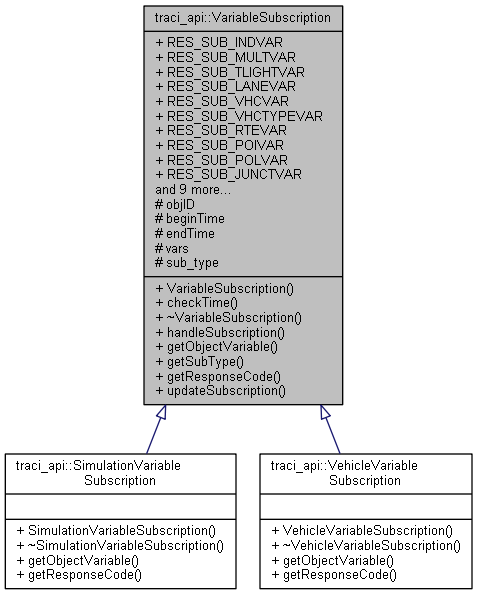 traci_api::VariableSubscription
+ RES_SUB_INDVAR
+ RES_SUB_MULTVAR
+ RES_SUB_TLIGHTVAR
+ RES_SUB_LANEVAR
+ RES_SUB_VHCVAR
+ RES_SUB_VHCTYPEVAR
+ RES_SUB_RTEVAR
+ RES_SUB_POIVAR
+ RES_SUB_POLVAR
+ RES_SUB_JUNCTVAR
and 9 more...
# objID
# beginTime
# endTime
# vars
# sub_type
+ VariableSubscription()
+ checkTime()
+ ~VariableSubscription()
+ handleSubscription()
+ getObjectVariable()
+ getSubType()
+ getResponseCode()
+ updateSubscription()
traci_api::SimulationVariable
Subscription
+ SimulationVariableSubscription()
+ ~SimulationVariableSubscription()
+ getObjectVariable()
+ getResponseCode()
traci_api::VehicleVariable
Subscription
+ VehicleVariableSubscription()
+ ~VehicleVariableSubscription()
+ getObjectVariable()
+ getResponseCode()